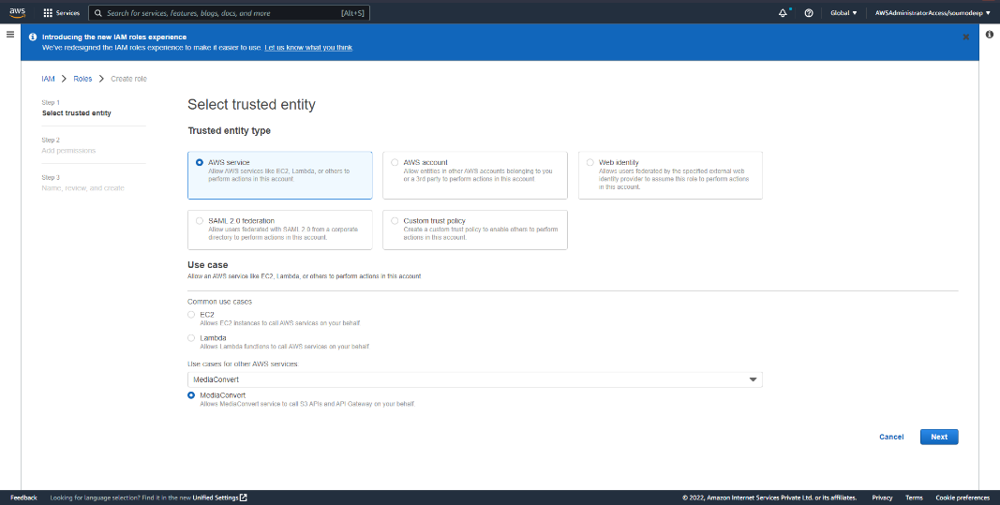 aws
Services
Search for services, features, blogs, docs, and more
[Alt+S]
Global
AWSAdministratorAccess/soumodeep
Introducing the new IAM roles experience
We've redesigned the IAM roles experience to make it easier to use. Let us know what you think.
IAM
Roles
Create role
Step 1
Select trusted entity
Step 2
Add permissions
Step 3
Name, review, and create
Select trusted entity
Trusted entity type
AWS service
Allow AWS services like EC2, Lambda, or others to
perform actions in this account.
AWS account
Allow entities in other AWS accounts belonging to you
or a 3rd party to perform actions in this account.
Web identity
Allows users federated by the specified external web
identity provider to assume this role to perform actions
in this account.
SAML 2.0 federation
Allow users federated with SAML 2.0 from a corporate
directory to perform actions in this account.
Custom trust policy
Create a custom trust policy to enable others to perform
actions in this account.
Use case
Allow an AWS service like EC2, Lambda, or others to perform actions in this account.
Common use cases
EC2
Allows EC2 instances to call AWS services on your behalf.
Lambda
Allows Lambda functions to call AWS services on your behalf.
Use cases for other AWS services:
MediaConvert
MediaConvert
Allows MediaConvert service to call S3 APIs and API Gateway on your behalf.
Cancel
Next
Feedback
Looking for language selection? Find it in the new Unified Settings
© 2022, Amazon Internet Services Private Ltd. or its affiliates.
Privacy
Terms
Cookie preferences